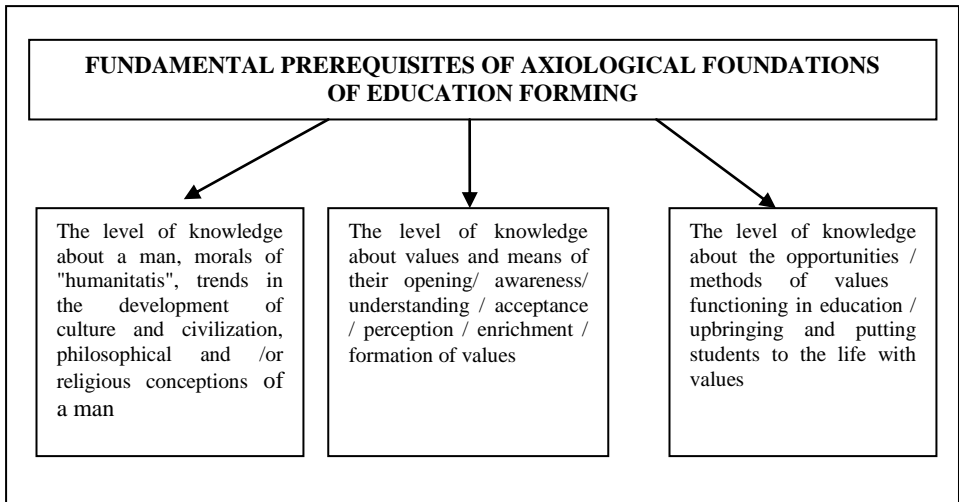 FUNDAMENTAL PREREQUISITES OF AXIOLOGICAL FOUNDATIONS
OF EDUCATION FORMING
The level of knowledge
about a man, morals of
"humanitatis", trends in
the development of
culture and civilization,
philosophical and /or
religious conceptions of
a man
The level of knowledge
about values and means of
their opening/ awareness/
understanding / acceptance
/ perception / enrichment /
formation of values
The level of knowledge
about the opportunities /
methods of values
functioning in education /
upbringing and putting
students to the life with
values